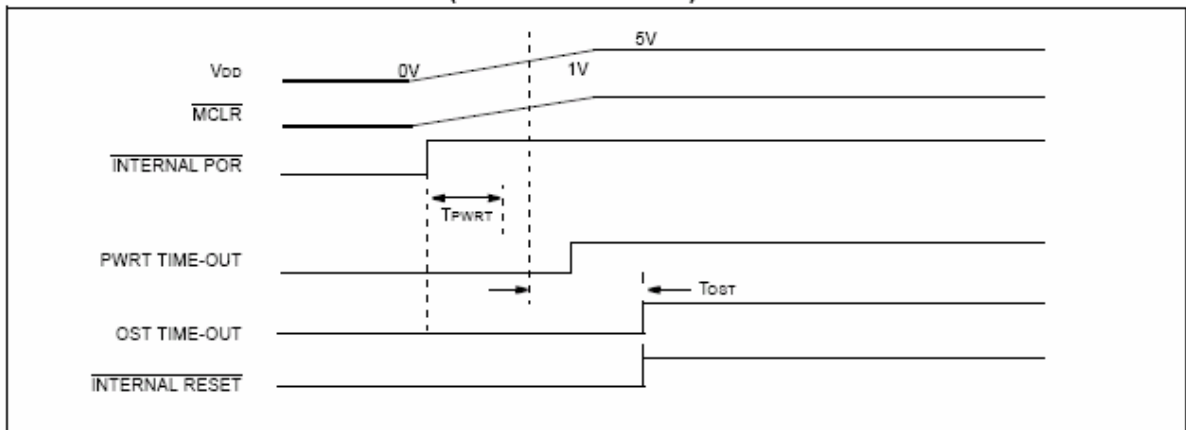 5V
VDD
0V
1V
MCLR
INTERNAL POR
TPWRT
PWRT TIME-OUT
TOST
OST TIME-OUT
INTERNAL RESET